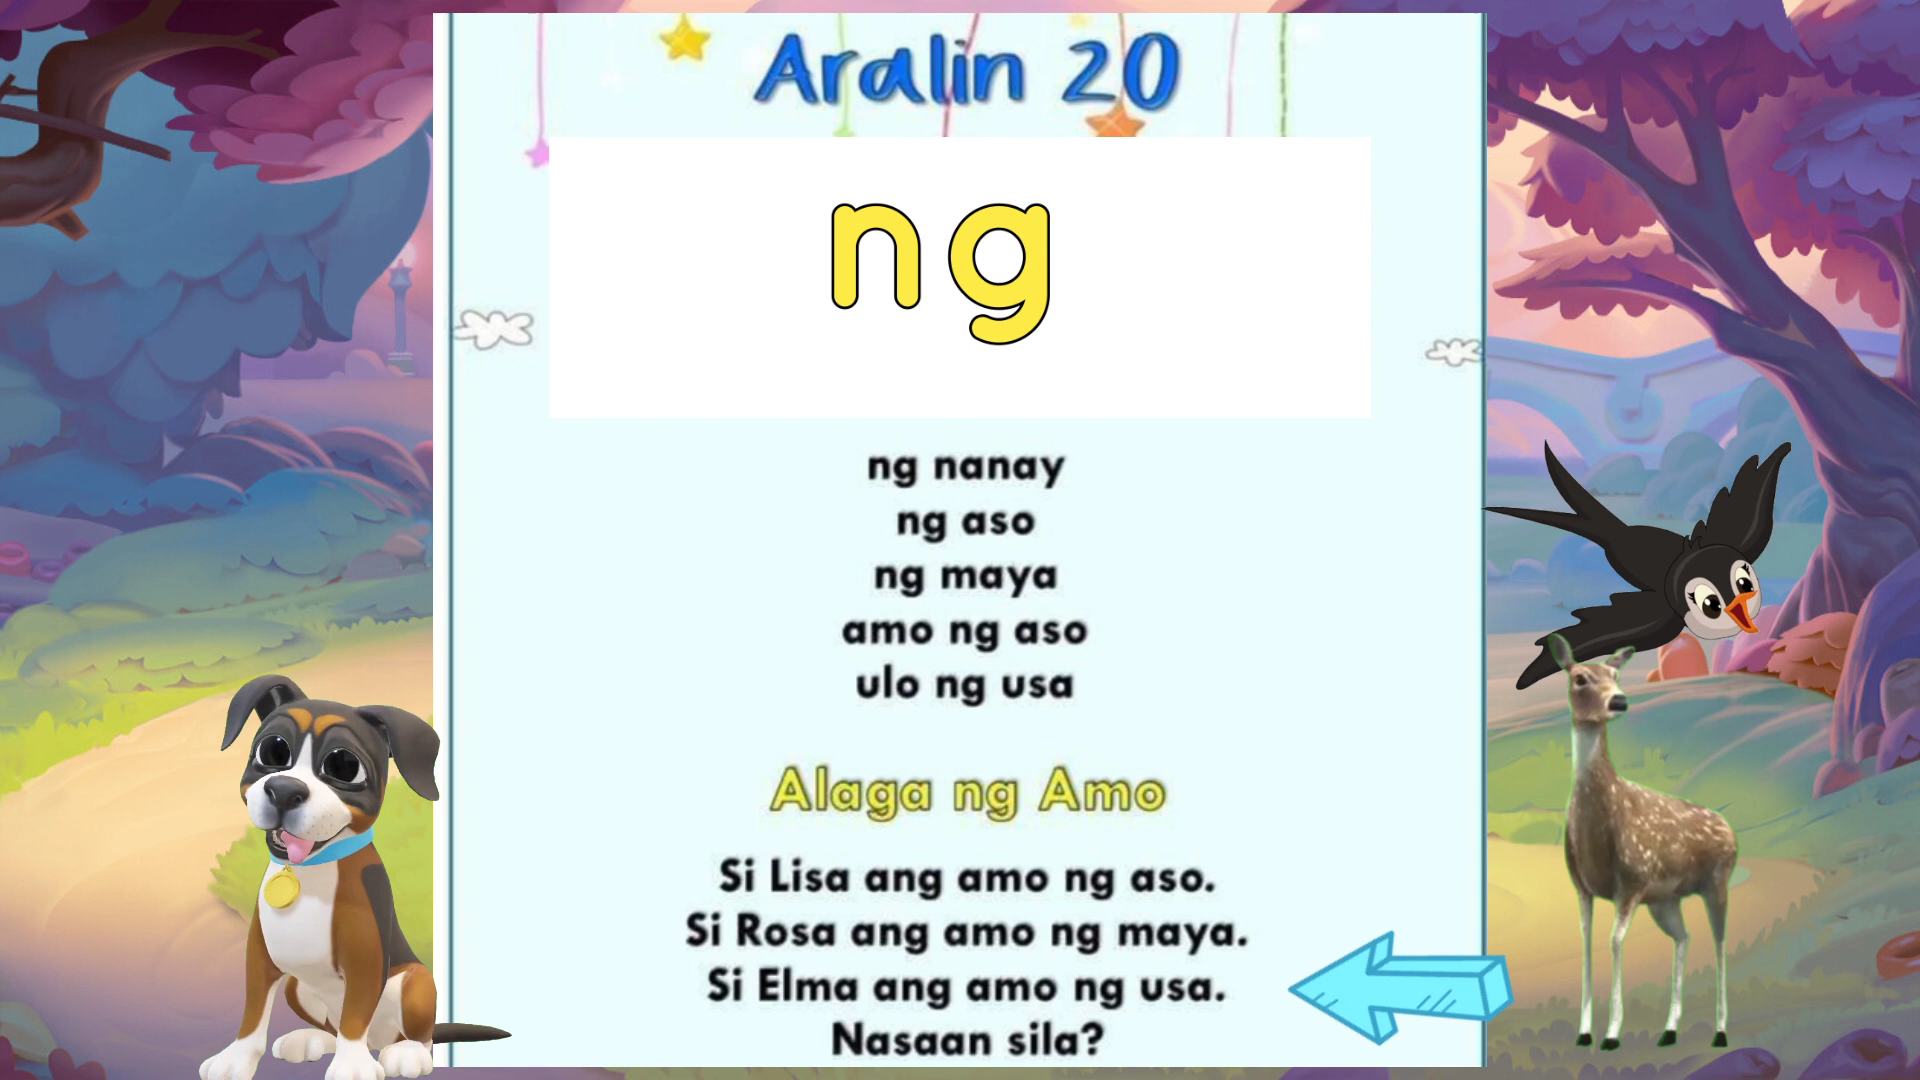 Aralin 20
ng
ng nanay
ng aso
ng maya
amo ng aso
ulo ng usa
Alaga ng Amo
Si Lisa ang amo ng aso.
Si Rosa ang amo ng maya.
Si Elma ang amo ng usa.
Nasaan sila?